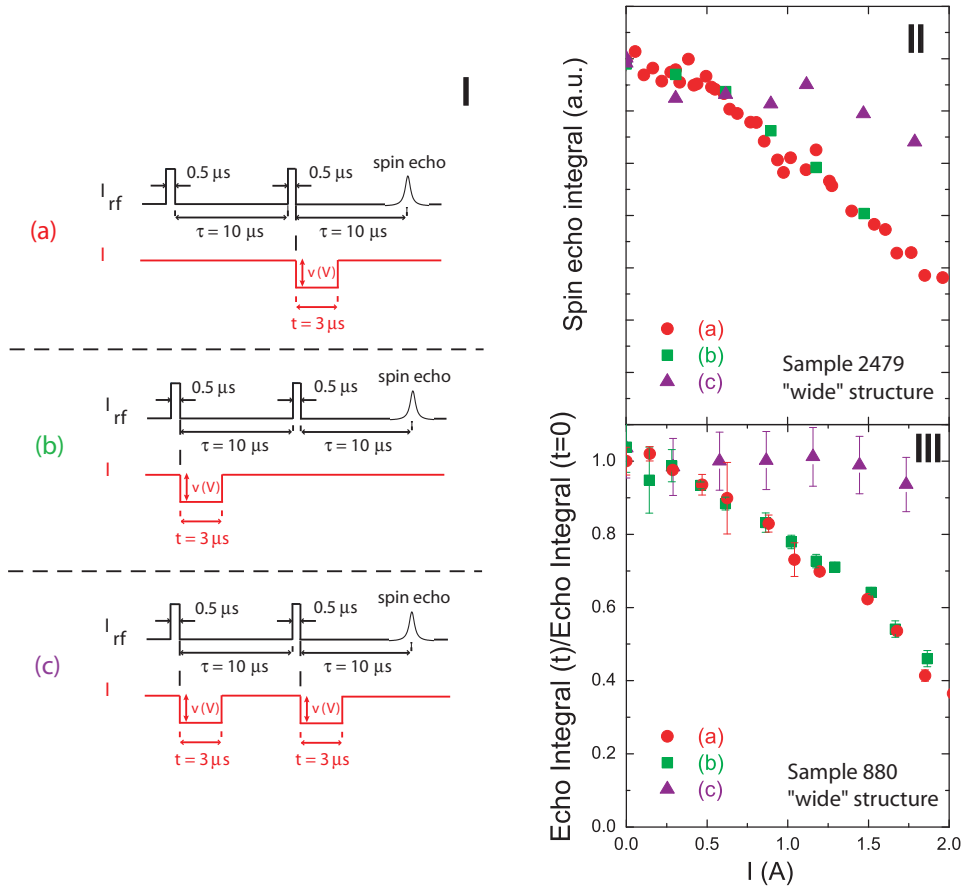 I
(a)
I rf
0.5 µs
0.5 µs
spin echo
τ = 10 µs
τ = 10 µs
I
v (V)
t = 3 µs
(b)
I rf
0.5 µs
0.5 µs
spin echo
τ = 10 µs
τ = 10 µs
I
v (V)
t = 3 µs
(c)
I rf
0.5 µs
0.5 µs
spin echo
τ = 10 µs
τ = 10 µs
I
v (V)
v (V)
t = 3 µs
t = 3 µs
II
Spin echo integral (a.u.)
(a)
(b)
(c)
Sample 2479
"wide" structure
III
Echo Integral (t)/Echo Integral (t=0)
1.0
0.8
0.6
0.4
0.2
0.0
(a)
(b)
(c)
Sample 880
"wide" structure
0.0 0.5 1.0 1.5 2.0
I (A)